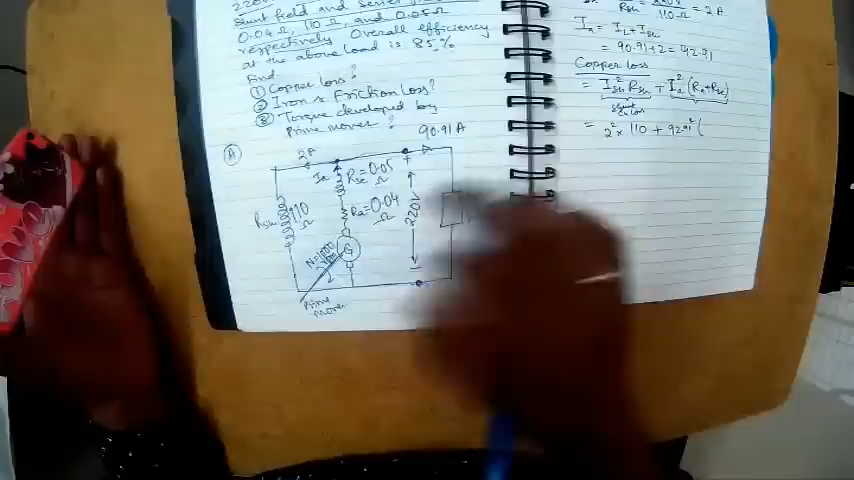 220V
Shunt field and series
0.04 Ω, 110 Ω, and 0.05 Ω
respectively Overall efficiency
at the above load is 85%
Find
① Copper loss?
② Iron & Friction Loss?
③ Torque developed by
Prime mover?
90.91 A
(A)
2A
Ia
Rse=0.05 Ω
+
Rsh 110 Ω
Ra=0.04 Ω
220V
G
N=1000 rpm
-
Prime mover
Rsh
110 Ω
= 2A
Ia = IL + Ish
= 90.91+2 = 92.91
Copper loss
= Ish² Rsh + Ia² (Ra+Rse)
shunt
Cu loss
= 2² × 110 + 92.91² (